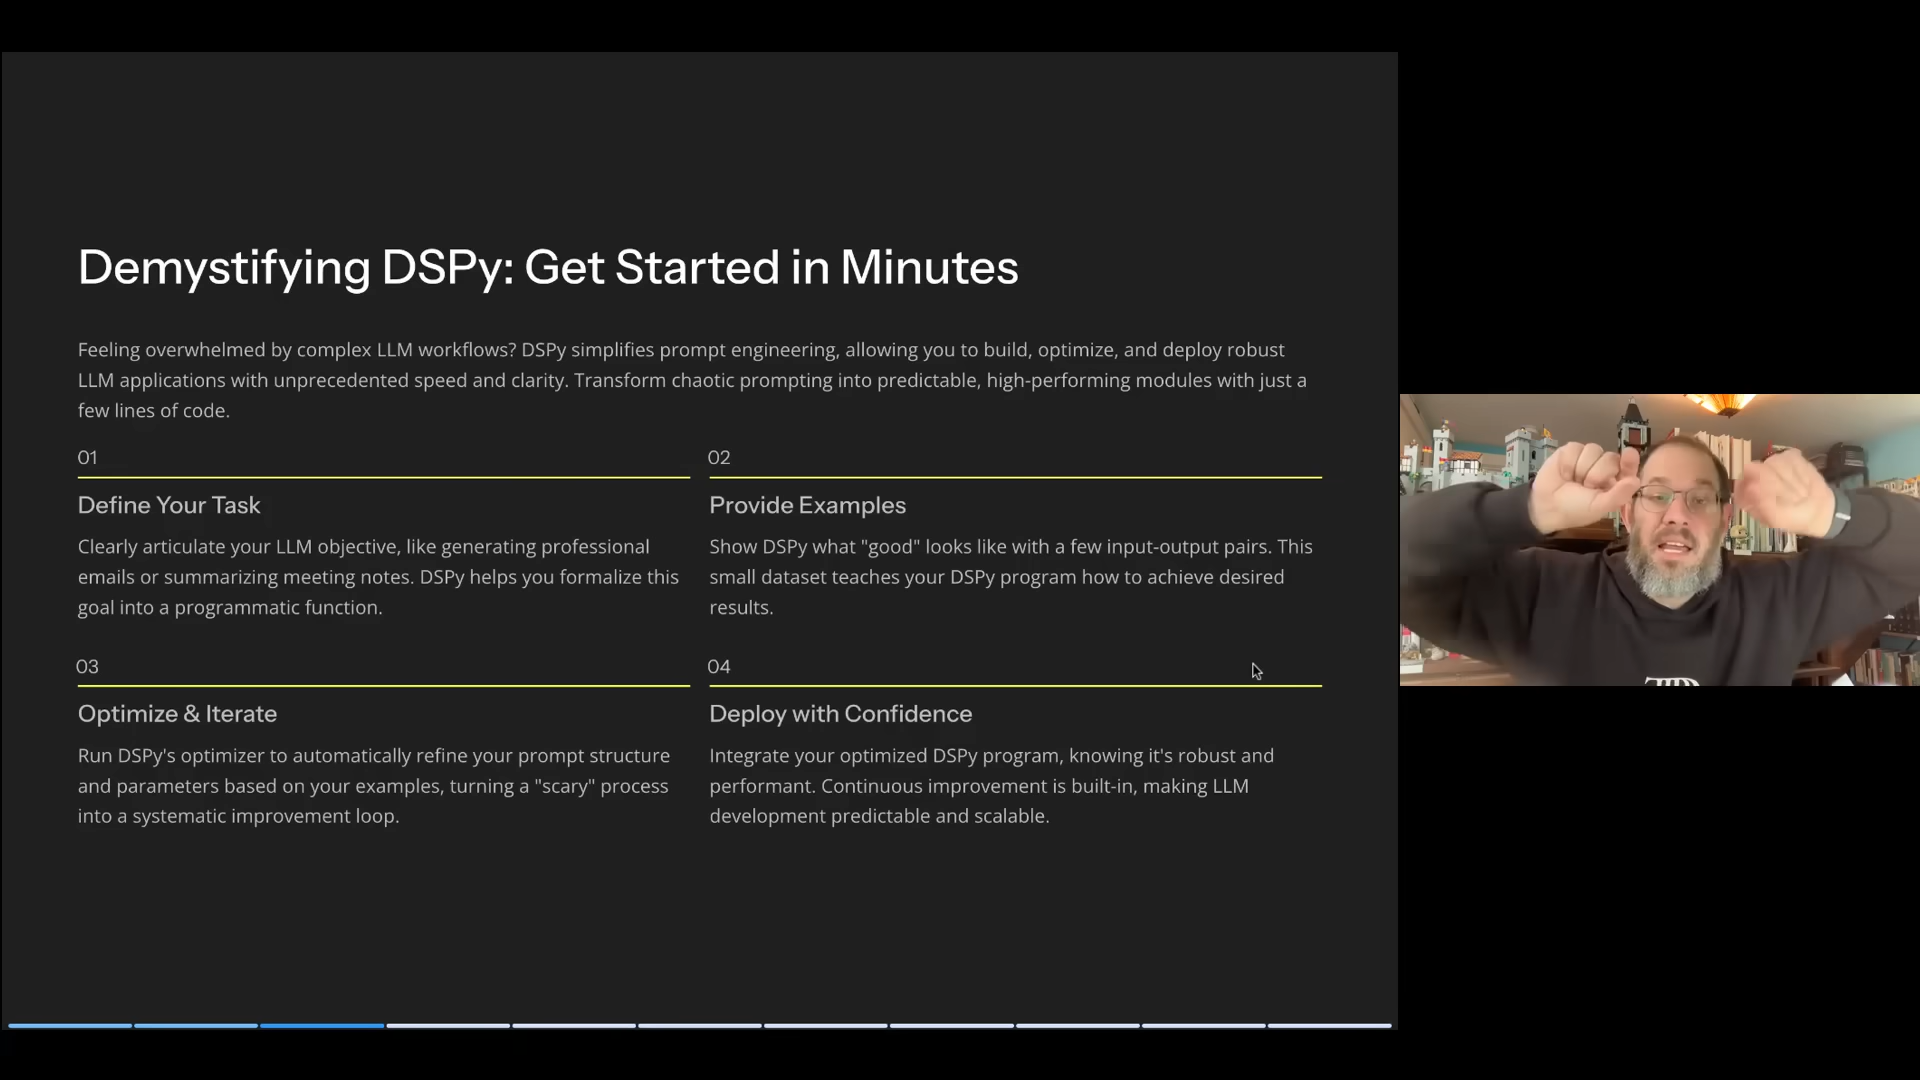 Demystifying DSPy: Get Started in Minutes
Feeling overwhelmed by complex LLM workflows? DSPy simplifies prompt engineering, allowing you to build, optimize, and deploy robust
LLM applications with unprecedented speed and clarity. Transform chaotic prompting into predictable, high-performing modules with just a
few lines of code.
01
Define Your Task
Clearly articulate your LLM objective, like generating professional
emails or summarizing meeting notes. DSPy helps you formalize this
goal into a programmatic function.
02
Provide Examples
Show DSPy what "good" looks like with a few input-output pairs. This
small dataset teaches your DSPy program how to achieve desired
results.
03
Optimize & Iterate
Run DSPy's optimizer to automatically refine your prompt structure
and parameters based on your examples, turning a "scary" process
into a systematic improvement loop.
04
Deploy with Confidence
Integrate your optimized DSPy program, knowing it's robust and
performant. Continuous improvement is built-in, making LLM
development predictable and scalable.